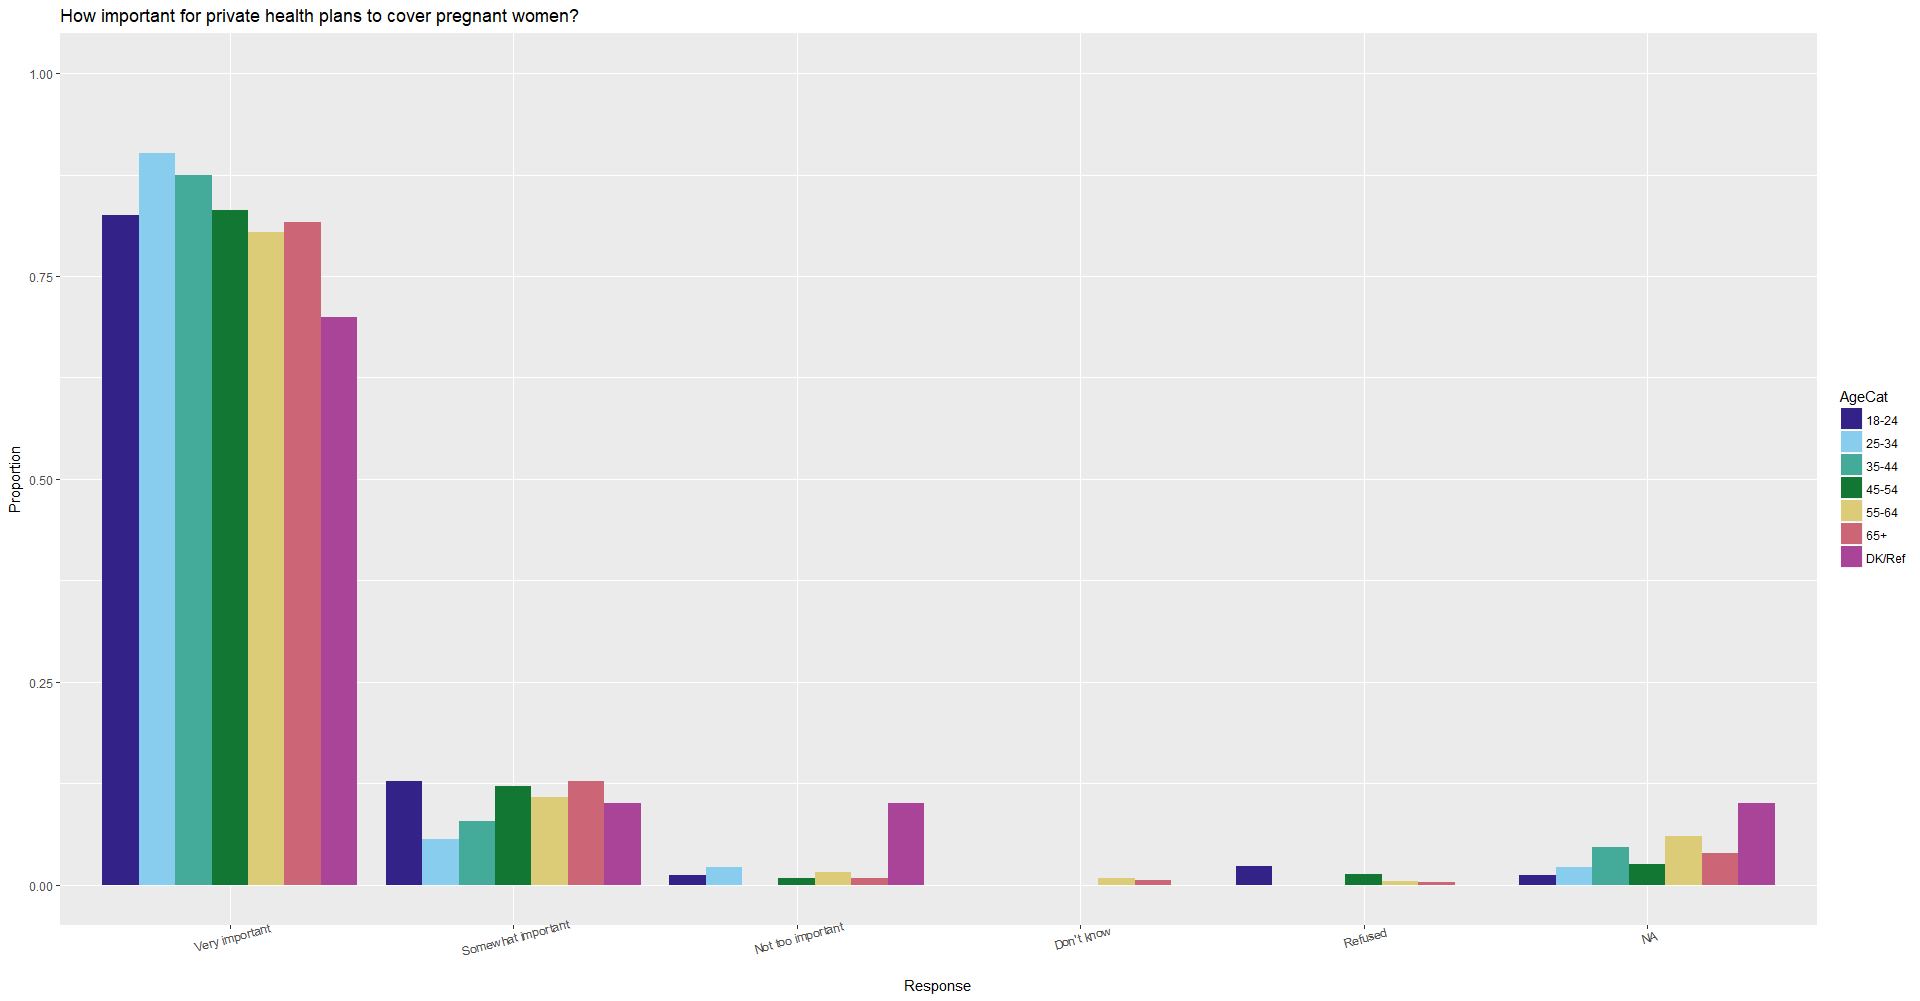 How important for private health plans to cover pregnant women?
1.00
0.75
0.50
0.25
0.00
Proportion
Very important
Somewhat important
Not too important
Don't know
Refused
NA
Response
AgeCat
18-24
25-34
35-44
45-54
55-64
65+
DK/Ref